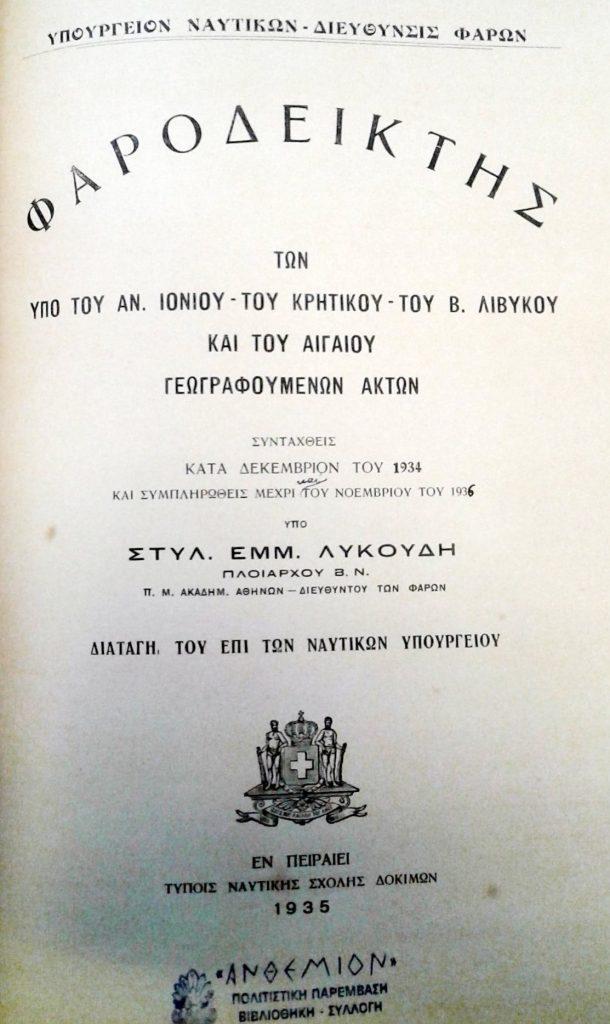 ΥΠΟΥΡΓΕΙΟΝ ΝΑΥΤΙΚΩΝ - ΔΙΕΥΘΥΝΣΙΣ ΦΑΡΩΝ
ΦΑΡΟΔΕΙΚΤΗΣ
ΤΩΝ
ΥΠΟ ΤΟΥ ΑΝ. ΙΟΝΙΟΥ - ΤΟΥ ΚΡΗΤΙΚΟΥ - ΤΟΥ Β. ΛΙΒΥΚΟΥ
ΚΑΙ ΤΟΥ ΑΙΓΑΙΟΥ
ΓΕΩΓΡΑΦΟΥΜΕΝΩΝ ΑΚΤΩΝ
ΣΥΝΤΑΧΘΕΙΣ
ΚΑΤΑ ΔΕΚΕΜΒΡΙΟΝ ΤΟΥ 1934
ΚΑΙ ΣΥΜΠΛΗΡΩΘΕΙΣ ΜΕΧΡΙ ΤΟΥ ΝΟΕΜΒΡΙΟΥ ΤΟΥ 1936
ΥΠΟ
ΣΤΥΛ. ΕΜΜ. ΛΥΚΟΥΔΗ
ΠΛΟΙΑΡΧΟΥ Β. Ν.
Π. Μ. ΑΚΑΔΗΜ. ΑΘΗΝΩΝ — ΔΙΕΥΘΥΝΤΟΥ ΤΩΝ ΦΑΡΩΝ
ΔΙΑΤΑΓΗ, ΤΟΥ ΕΠΙ ΤΩΝ ΝΑΥΤΙΚΩΝ ΥΠΟΥΡΓΕΙΟΥ
ΕΝ ΠΕΙΡΑΙΕΙ
ΤΥΠΟΙΣ ΝΑΥΤΙΚΗΣ ΣΧΟΛΗΣ ΔΟΚΙΜΩΝ
1935
"ΑΝΘΕΜΙΟΝ"
ΠΟΛΙΤΙΣΤΙΚΗ ΠΑΡΕΜΒΑΣΗ
ΒΙΒΛΙΟΘΗΚΗ - ΣΥΛΛΟΓΗ